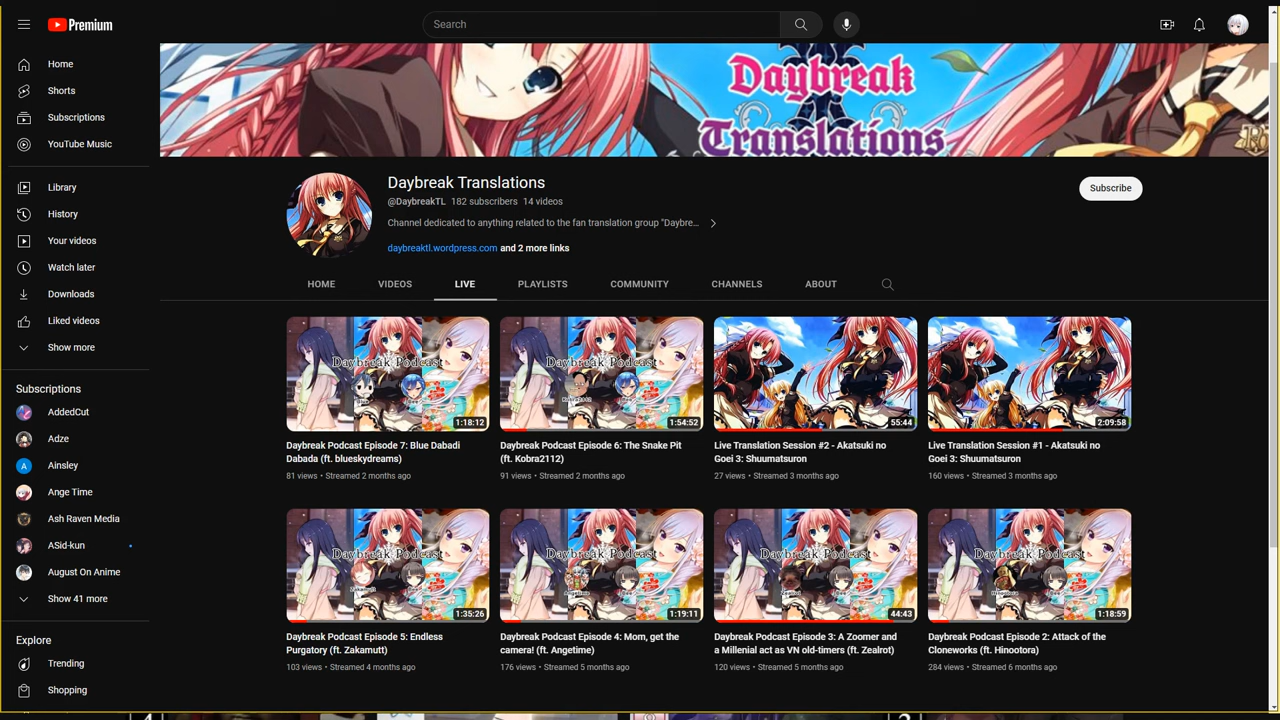 Premium
Search
Home
Shorts
Subscriptions
YouTube Music
Library
History
Your videos
Watch later
Downloads
Liked videos
Show more
Subscriptions
AddedCut
Adze
A Ainsley
Ange Time
Ash Raven Media
ASid-kun
August On Anime
Show 41 more
Explore
Trending
Shopping
Daybreak
Translations
Daybreak Translations
@DaybreakTL 182 subscribers 14 videos
Channel dedicated to anything related to the fan translation group "Daybre...
daybreaktl.wordpress.com and 2 more links
Subscribe
HOME VIDEOS LIVE PLAYLISTS COMMUNITY CHANNELS ABOUT
Daybreak Podcast
1:18:12
Daybreak Podcast Episode 7: Blue Dabadi
Dabada (ft. blueskydreams)
81 views • Streamed 2 months ago
Daybreak Podcast
1:54:52
Daybreak Podcast Episode 6: The Snake Pit
(ft. Kobra2112)
91 views • Streamed 2 months ago
55:44
Live Translation Session #2 - Akatsuki no
Goei 3: Shuumatsuron
27 views • Streamed 3 months ago
2:09:58
Live Translation Session #1 - Akatsuki no
Goei 3: Shuumatsuron
160 views • Streamed 3 months ago
Daybreak Podcast
Zakamutt
1:35:26
Daybreak Podcast Episode 5: Endless
Purgatory (ft. Zakamutt)
103 views • Streamed 4 months ago
Daybreak Podcast
Angetime
1:19:11
Daybreak Podcast Episode 4: Mom, get the
camera! (ft. Angetime)
176 views • Streamed 5 months ago
Daybreak Podcast
Zealrot
44:43
Daybreak Podcast Episode 3: A Zoomer and
a Millenial act as VN old-timers (ft. Zealrot)
120 views • Streamed 5 months ago
Daybreak Podcast
Hinootora
1:18:59
Daybreak Podcast Episode 2: Attack of the
Cloneworks (ft. Hinootora)
284 views • Streamed 6 months ago